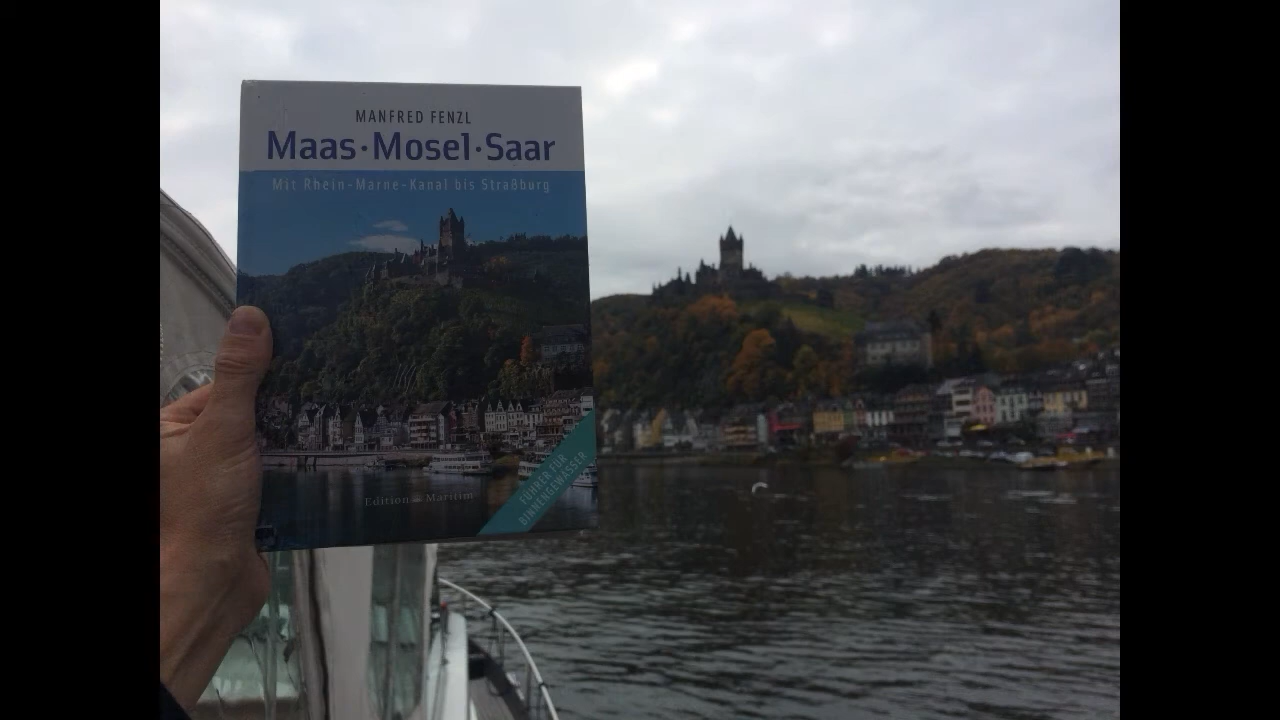 MANFRED FENZL
Maas·Mosel·Saar
Mit Rhein-Marne-Kanal bis Straßburg
Edition Maritim
FÜHRER FÜR
BINNENGEWÄSSER